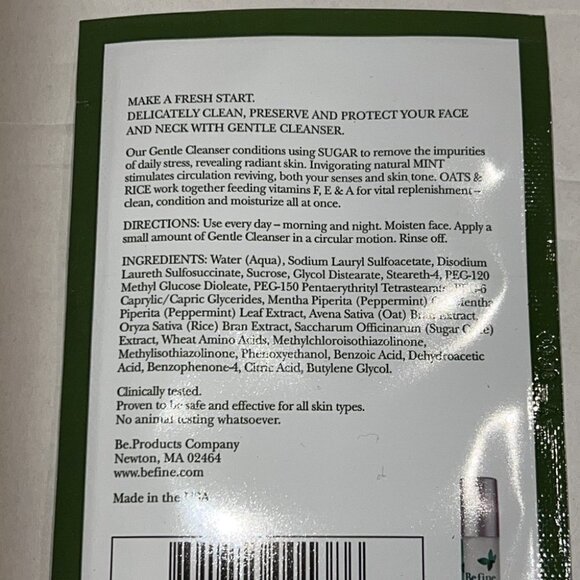 MAKE A FRESH START.
DELICATELY CLEAN, PRESERVE AND PROTECT YOUR FACE
AND NECK WITH GENTLE CLEANSER.
Our Gentle Cleanser conditions using SUGAR to remove the impurities
of daily stress, revealing radiant skin. Invigorating natural MINT
stimulates circulation reviving, both your senses and skin tone. OATS &
RICE work together feeding vitamins F, E & A for vital replenishment –
clean, condition and moisturize all at once.
DIRECTIONS: Use every day – morning and night. Moisten face. Apply a
small amount of Gentle Cleanser in a circular motion. Rinse off.
INGREDIENTS: Water (Aqua), Sodium Lauryl Sulfoacetate, Disodium
Laureth Sulfosuccinate, Sucrose, Glycol Distearate, Steareth-4, PEG-120
Methyl Glucose Dioleate, PEG-150 Pentaerythrityl Tetrastearate,
Caprylic/Capric Glycerides, Mentha Piperita (Peppermint) Mentha
Piperita (Peppermint) Leaf Extract, Avena Sativa (Oat) Bran Extract,
Oryza Sativa (Rice) Bran Extract, Saccharum Officinarum (Sugar Cane)
Extract, Wheat Amino Acids, Methylchloroisothiazolinone,
Methylisothiazolinone, Phenoxyethanol, Benzoic Acid, Dehydroacetic
Acid, Benzophenone-4, Citric Acid, Butylene Glycol.
Clinically tested.
Proven to be safe and effective for all skin types.
No animal testing whatsoever.
Be.Products Company
Newton, MA 02464
www.befine.com
Made in the USA
Be fine